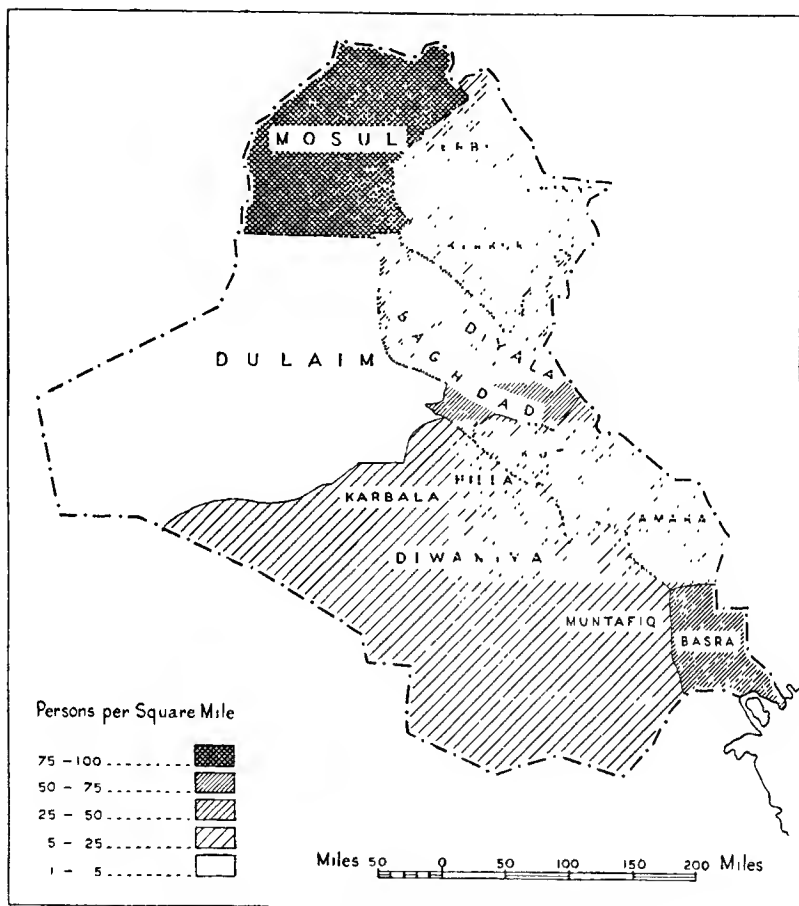 MOSUL
DIYALA
BAGHDAD
DULAIM
HILLA
KARBALA
AMARA
DIWANIYA
MUNTAFIQ
BASRA
Persons per Square Mile
75 - 100
50 - 75
25 - 50
5 - 25
1 - 5
Miles 50 0 50 100 150 200 Miles